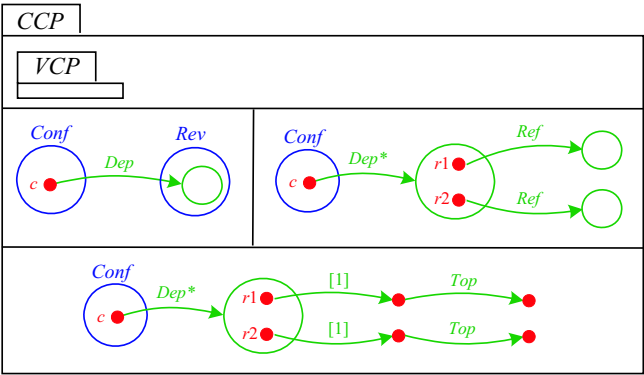 CCP
VCP
Conf
Rev
Dep
c
Conf
Dep*
c
r1
r2
Ref
Ref
Conf
Dep*
c
r1
r2
[1]
Top
[1]
Top